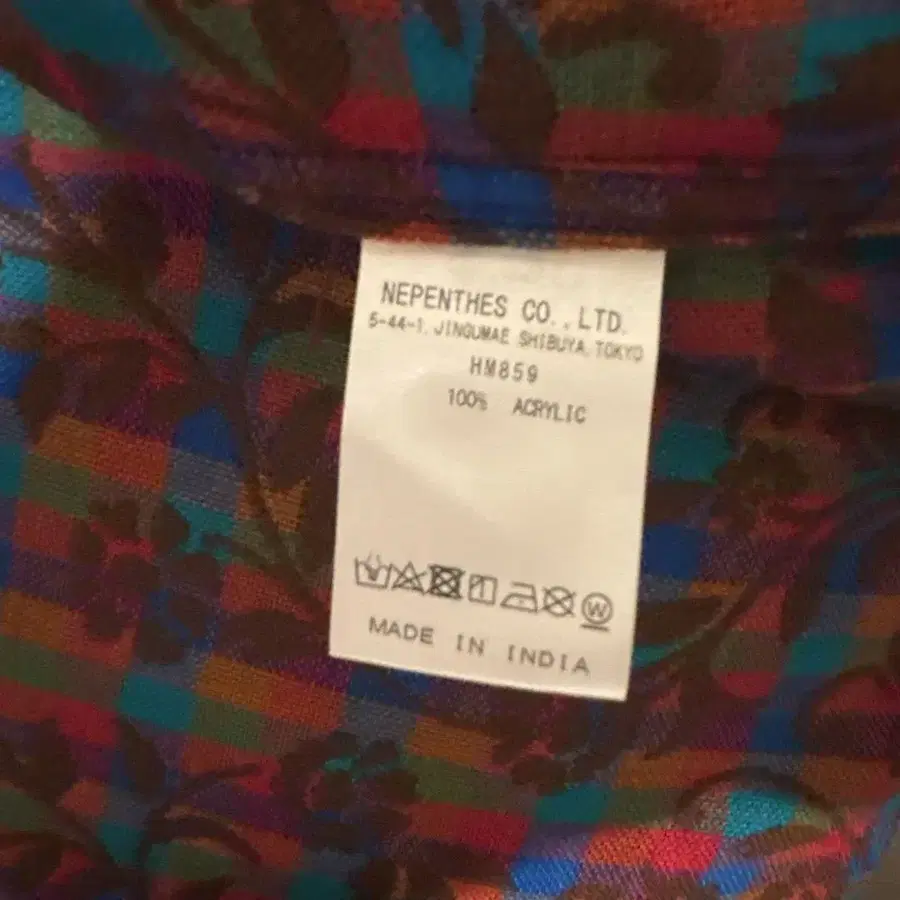 NEPENTHES CO.,LTD.
5-44-1, JINGUMAE SHIBUYA, TOKYO
HM859
100% ACRYLIC
W
MADE IN INDIA